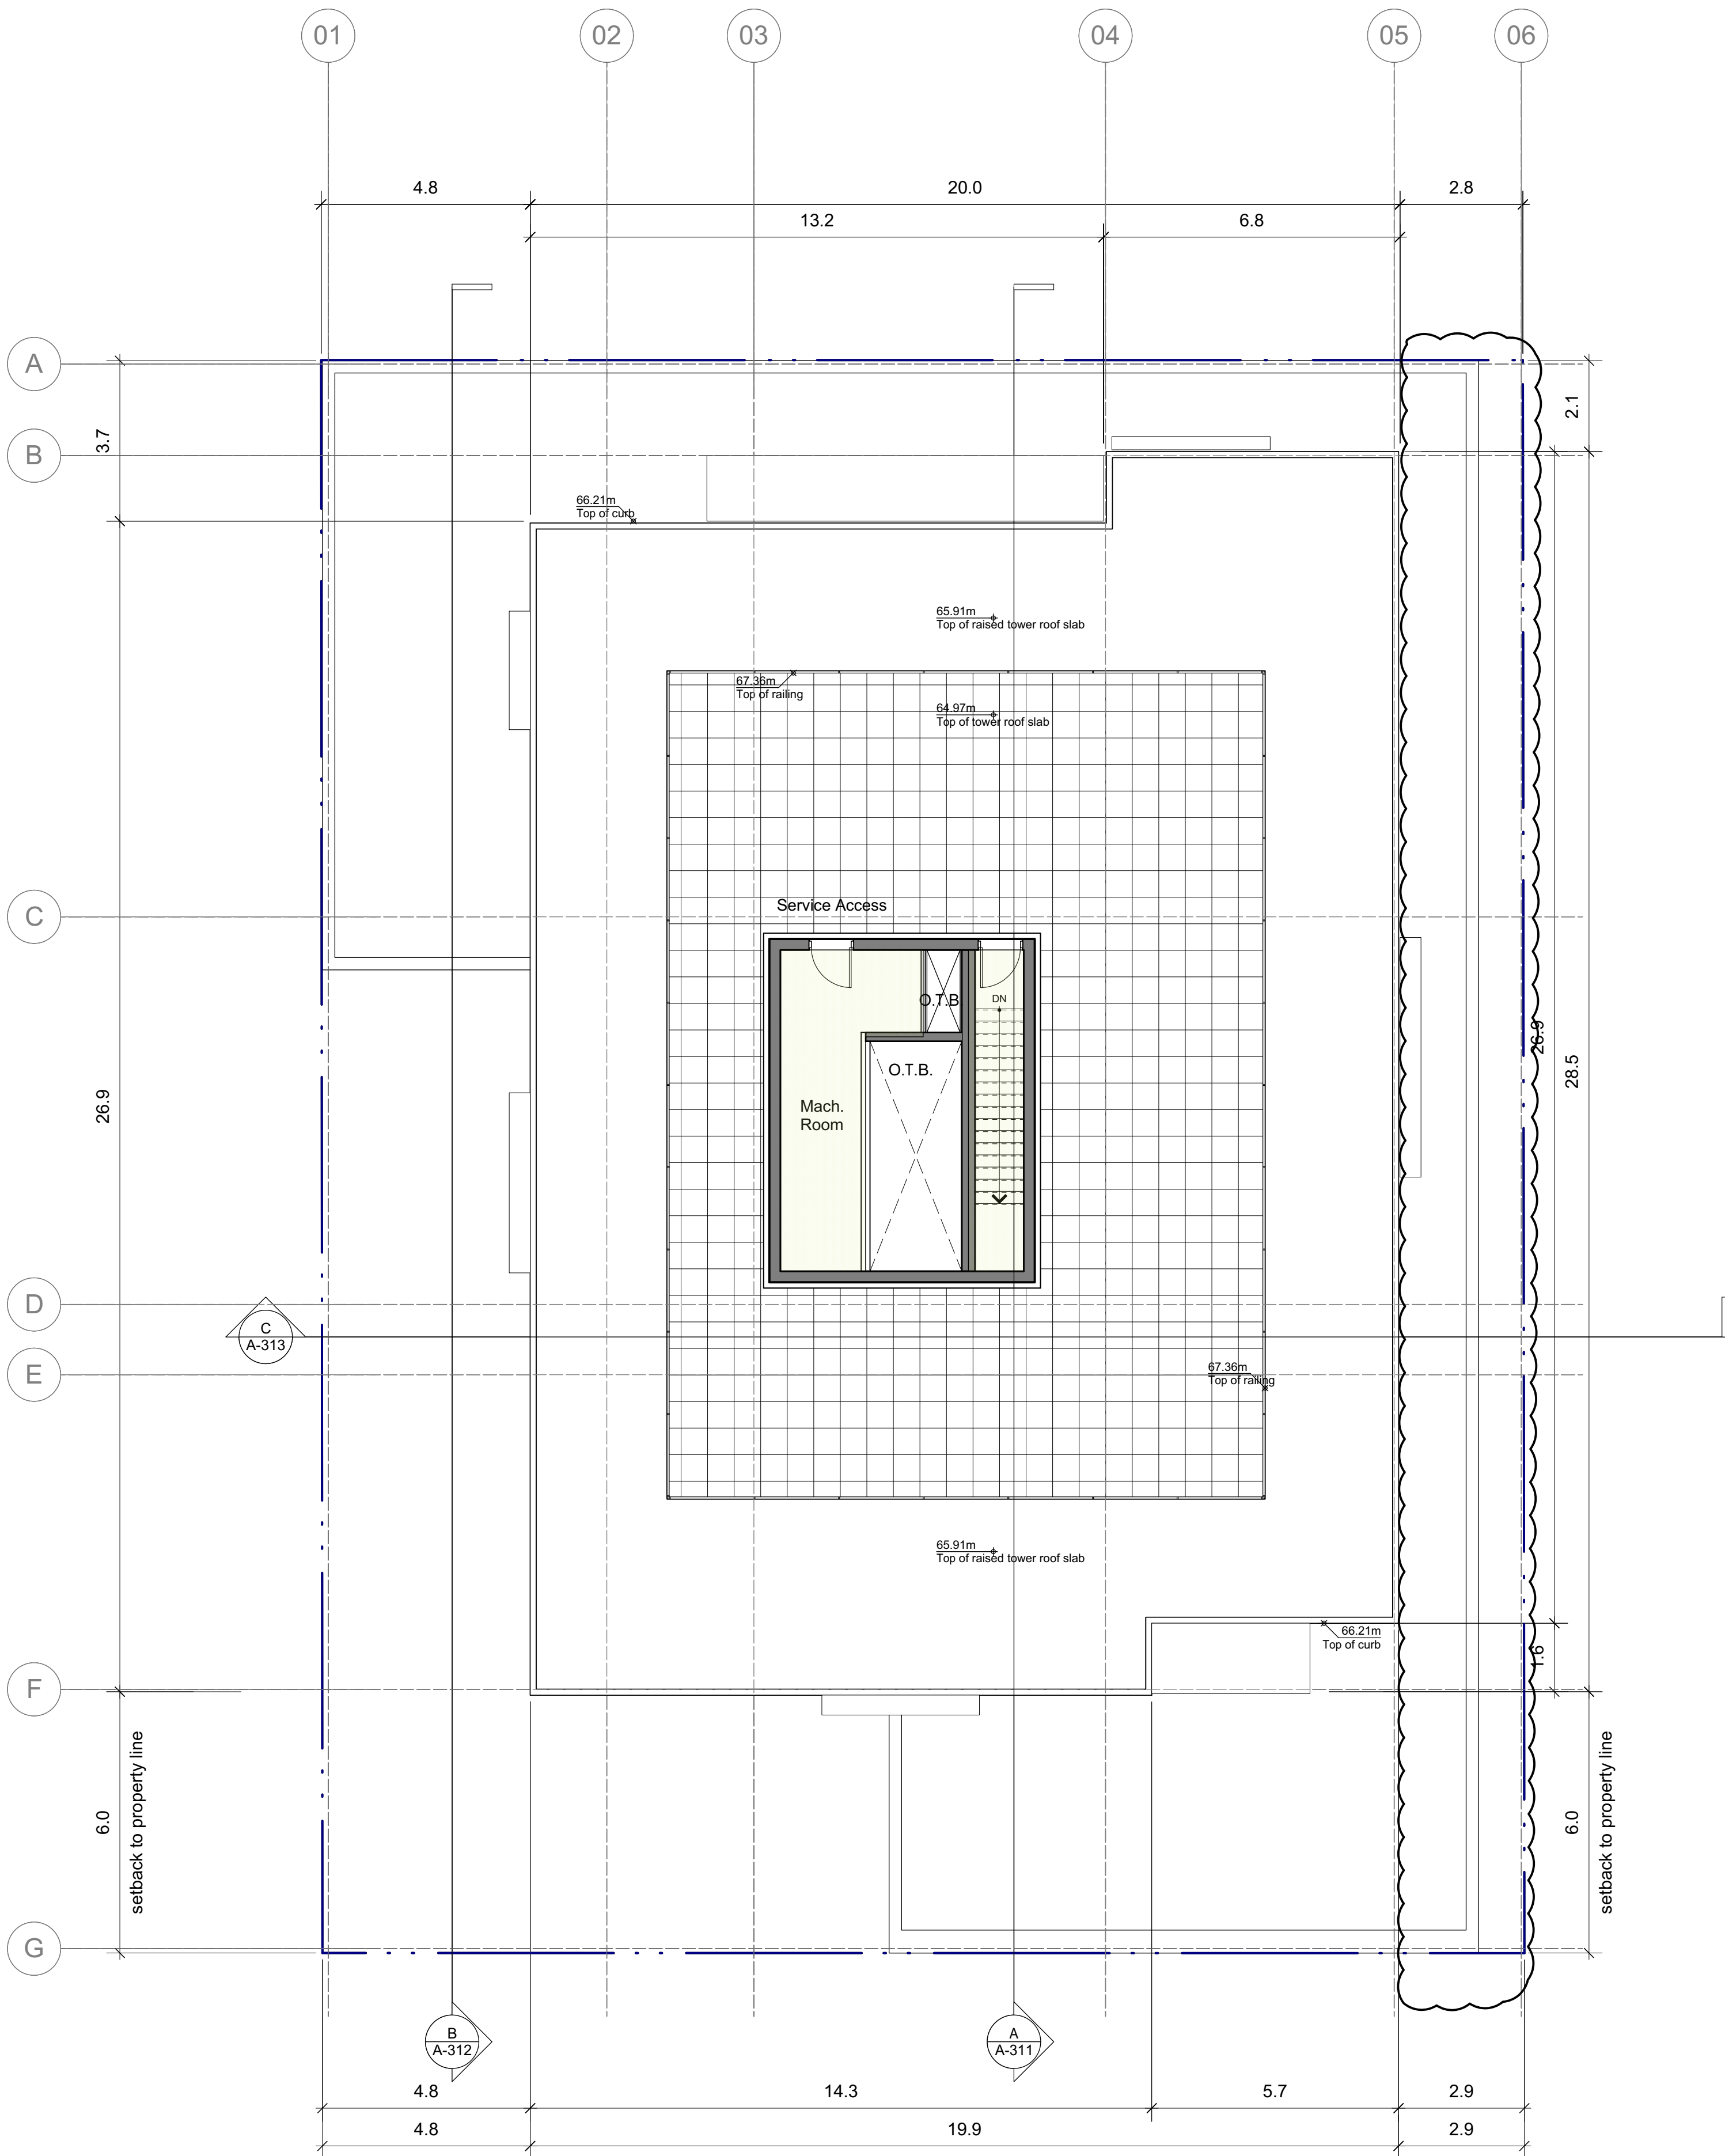 01
02
03
04
05
06
4.8
20.0
2.8
13.2
6.8
A
2.1
3.7
B
66.21m
Top of curb
65.91m
Top of raised tower roof slab
67.36m
Top of railing
64.97m
Top of tower roof slab
C
Service Access
O.T.B.
DN
26.9
O.T.B.
28.5
26.9
Mach.
Room
D
C
A-313
E
67.36m
Top of railing
65.91m
Top of raised tower roof slab
66.21m
Top of curb
1.6
F
setback to property line
6.0
6.0
setback to property line
G
B
A-312
A
A-311
4.8
14.3
5.7
2.9
4.8
19.9
2.9